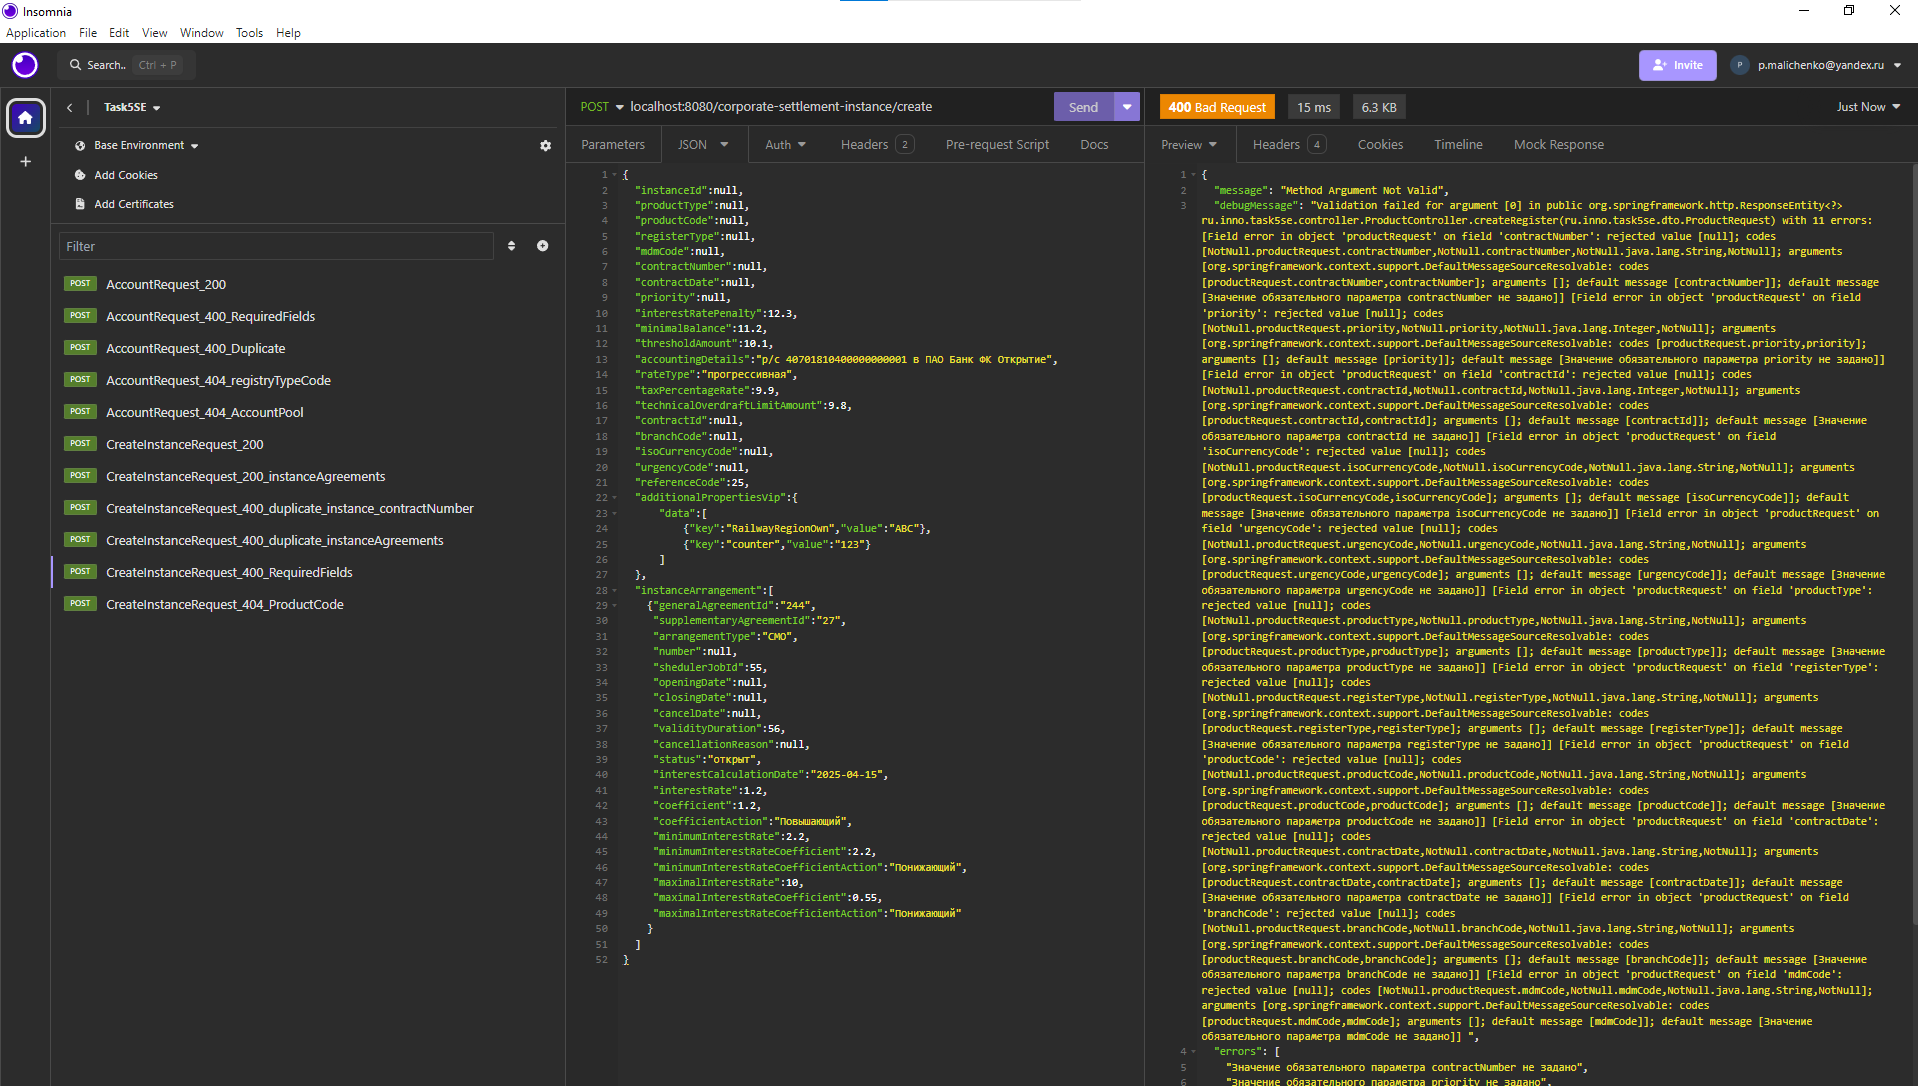 Insomnia
Application File Edit View Window Tools Help
Search.. Ctrl + P
Invite
P p.malichenko@yandex.ru
Task5SE
Base Environment
Add Cookies
Add Certificates
Filter
POST AccountRequest_200
POST AccountRequest_400_RequiredFields
POST AccountRequest_400_Duplicate
POST AccountRequest_404_registryTypeCode
POST AccountRequest_404_AccountPool
POST CreateInstanceRequest_200
POST CreateInstanceRequest_200_instanceAgreements
POST CreateInstanceRequest_400_duplicate_instance_contractNumber
POST CreateInstanceRequest_400_duplicate_instanceAgreements
POST CreateInstanceRequest_400_RequiredFields
POST CreateInstanceRequest_404_ProductCode
POST localhost:8080/corporate-settlement-instance/create Send
Parameters JSON Auth Headers 2 Pre-request Script Docs
1 {
2 "instanceId":null,
3 "productType":null,
4 "productCode":null,
5 "registerType":null,
6 "mdmCode":null,
7 "contractNumber":null,
8 "contractDate":null,
9 "priority":null,
10 "interestRatePenalty":12.3,
11 "minimalBalance":11.2,
12 "thresholdAmount":10.1,
13 "accountingDetails":"р/с 40701810400000000001 в ПАО Банк ФК Открытие",
14 "rateType":"прогрессивная",
15 "taxPercentageRate":9.9,
16 "technicalOverdraftLimitAmount":9.8,
17 "contractId":null,
18 "branchCode":null,
19 "isoCurrencyCode":null,
20 "urgencyCode":null,
21 "referenceCode":25,
22 "additionalPropertiesVip":{
23 "data":[
24 {"key":"RailwayRegionOwn","value":"ABC"},
25 {"key":"counter","value":"123"}
26 ]
27 },
28 "instanceArrangement":[
29 {"generalAgreementId":"244",
30 "supplementaryAgreementId":"27",
31 "arrangementType":"СМО",
32 "number":null,
33 "shedulerJobId":55,
34 "openingDate":null,
35 "closingDate":null,
36 "cancelDate":null,
37 "validityDuration":56,
38 "cancellationReason":null,
39 "status":"открыт",
40 "interestCalculationDate":"2025-04-15",
41 "interestRate":1.2,
42 "coefficient":1.2,
43 "coefficientAction":"Повышающий",
44 "minimumInterestRate":2.2,
45 "minimumInterestRateCoefficient":2.2,
46 "minimumInterestRateCoefficientAction":"Понижающий",
47 "maximalInterestRate":10,
48 "maximalInterestRateCoefficient":0.55,
49 "maximalInterestRateCoefficientAction":"Понижающий"
50 }
51 ]
52 }
400 Bad Request 15 ms 6.3 KB Just Now
Preview Headers 4 Cookies Timeline Mock Response
1 {
2 "message": "Method Argument Not Valid",
3 "debugMessage": "Validation failed for argument [0] in public org.springframework.http.ResponseEntity<?>
ru.inno.task5se.controller.ProductController.createRegister(ru.inno.task5se.dto.ProductRequest) with 11 errors:
[Field error in object 'productRequest' on field 'contractNumber': rejected value [null]; codes
[NotNull.productRequest.contractNumber,NotNull.contractNumber,NotNull.java.lang.String,NotNull]; arguments
[org.springframework.context.support.DefaultMessageSourceResolvable: codes
[productRequest.contractNumber,contractNumber]; arguments []; default message [contractNumber]]; default message
[Значение обязательного параметра contractNumber не задано]] [Field error in object 'productRequest' on field
'priority': rejected value [null]; codes
[NotNull.productRequest.priority,NotNull.priority,NotNull.java.lang.Integer,NotNull]; arguments
[org.springframework.context.support.DefaultMessageSourceResolvable: codes [productRequest.priority,priority];
arguments []; default message [priority]]; default message [Значение обязательного параметра priority не задано]]
[Field error in object 'productRequest' on field 'contractId': rejected value [null]; codes
[NotNull.productRequest.contractId,NotNull.contractId,NotNull.java.lang.Integer,NotNull]; arguments
[org.springframework.context.support.DefaultMessageSourceResolvable: codes
[productRequest.contractId,contractId]; arguments []; default message [contractId]]; default message [Значение
обязательного параметра contractId не задано]] [Field error in object 'productRequest' on field
'isoCurrencyCode': rejected value [null]; codes
[NotNull.productRequest.isoCurrencyCode,NotNull.isoCurrencyCode,NotNull.java.lang.String,NotNull]; arguments
[org.springframework.context.support.DefaultMessageSourceResolvable: codes
[productRequest.isoCurrencyCode,isoCurrencyCode]; arguments []; default message [isoCurrencyCode]]; default
message [Значение обязательного параметра isoCurrencyCode не задано]] [Field error in object 'productRequest' on
field 'urgencyCode': rejected value [null]; codes
[NotNull.productRequest.urgencyCode,NotNull.urgencyCode,NotNull.java.lang.String,NotNull]; arguments
[org.springframework.context.support.DefaultMessageSourceResolvable: codes
[productRequest.urgencyCode,urgencyCode]; arguments []; default message [urgencyCode]]; default message [Значение
обязательного параметра urgencyCode не задано]] [Field error in object 'productRequest' on field 'productType':
rejected value [null]; codes
[NotNull.productRequest.productType,NotNull.productType,NotNull.java.lang.String,NotNull]; arguments
[org.springframework.context.support.DefaultMessageSourceResolvable: codes
[productRequest.productType,productType]; arguments []; default message [productType]]; default message [Значение
обязательного параметра productType не задано]] [Field error in object 'productRequest' on field 'registerType':
rejected value [null]; codes
[NotNull.productRequest.registerType,NotNull.registerType,NotNull.java.lang.String,NotNull]; arguments
[org.springframework.context.support.DefaultMessageSourceResolvable: codes
[productRequest.registerType,registerType]; arguments []; default message [registerType]]; default message
[Значение обязательного параметра registerType не задано]] [Field error in object 'productRequest' on field
'productCode': rejected value [null]; codes
[NotNull.productRequest.productCode,NotNull.productCode,NotNull.java.lang.String,NotNull]; arguments
[org.springframework.context.support.DefaultMessageSourceResolvable: codes
[productRequest.productCode,productCode]; arguments []; default message [productCode]]; default message [Значение
обязательного параметра productCode не задано]] [Field error in object 'productRequest' on field 'contractDate':
rejected value [null]; codes
[NotNull.productRequest.contractDate,NotNull.contractDate,NotNull.java.lang.String,NotNull]; arguments
[org.springframework.context.support.DefaultMessageSourceResolvable: codes
[productRequest.contractDate,contractDate]; arguments []; default message [contractDate]]; default message
[Значение обязательного параметра contractDate не задано]] [Field error in object 'productRequest' on field
'branchCode': rejected value [null]; codes
[NotNull.productRequest.branchCode,NotNull.branchCode,NotNull.java.lang.String,NotNull]; arguments
[org.springframework.context.support.DefaultMessageSourceResolvable: codes
[productRequest.branchCode,branchCode]; arguments []; default message [branchCode]]; default message [Значение
обязательного параметра branchCode не задано]] [Field error in object 'productRequest' on field 'mdmCode':
rejected value [null]; codes [NotNull.productRequest.mdmCode,NotNull.mdmCode,NotNull.java.lang.String,NotNull];
arguments [org.springframework.context.support.DefaultMessageSourceResolvable: codes
[productRequest.mdmCode,mdmCode]; arguments []; default message [mdmCode]]; default message [Значение
обязательного параметра mdmCode не задано]] ",
4 "errors": [
5 "Значение обязательного параметра contractNumber не задано",
6 "Значение обязательного параметра priority не задано",